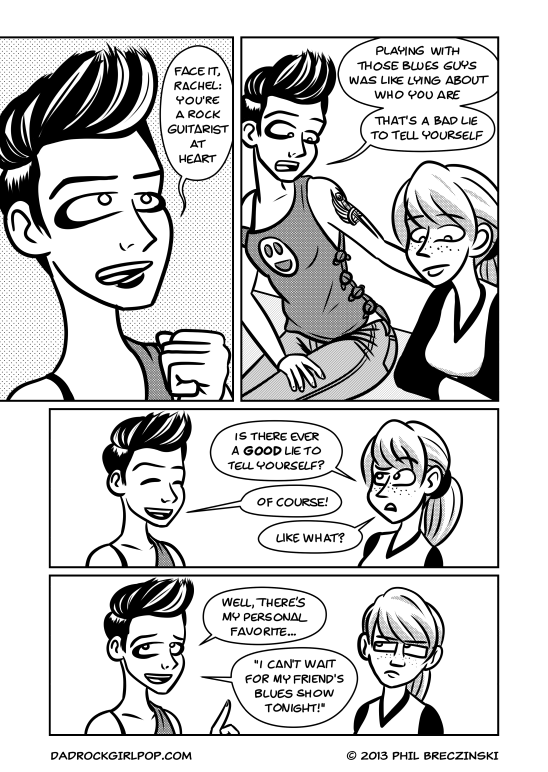 FACE IT,
RACHEL:
YOU'RE
A ROCK
GUITARIST
AT
HEART
PLAYING WITH
THOSE BLUES GUYS
WAS LIKE LYING ABOUT
WHO YOU ARE
THAT'S A BAD LIE
TO TELL YOURSELF
IS THERE EVER
A GOOD LIE TO
TELL YOURSELF?
OF COURSE!
LIKE WHAT?
WELL, THERE'S
MY PERSONAL
FAVORITE...
"I CAN'T WAIT
FOR MY FRIEND'S
BLUES SHOW
TONIGHT!"
DADROCKGIRLPOP.COM
© 2013 PHIL BRECZINSKI